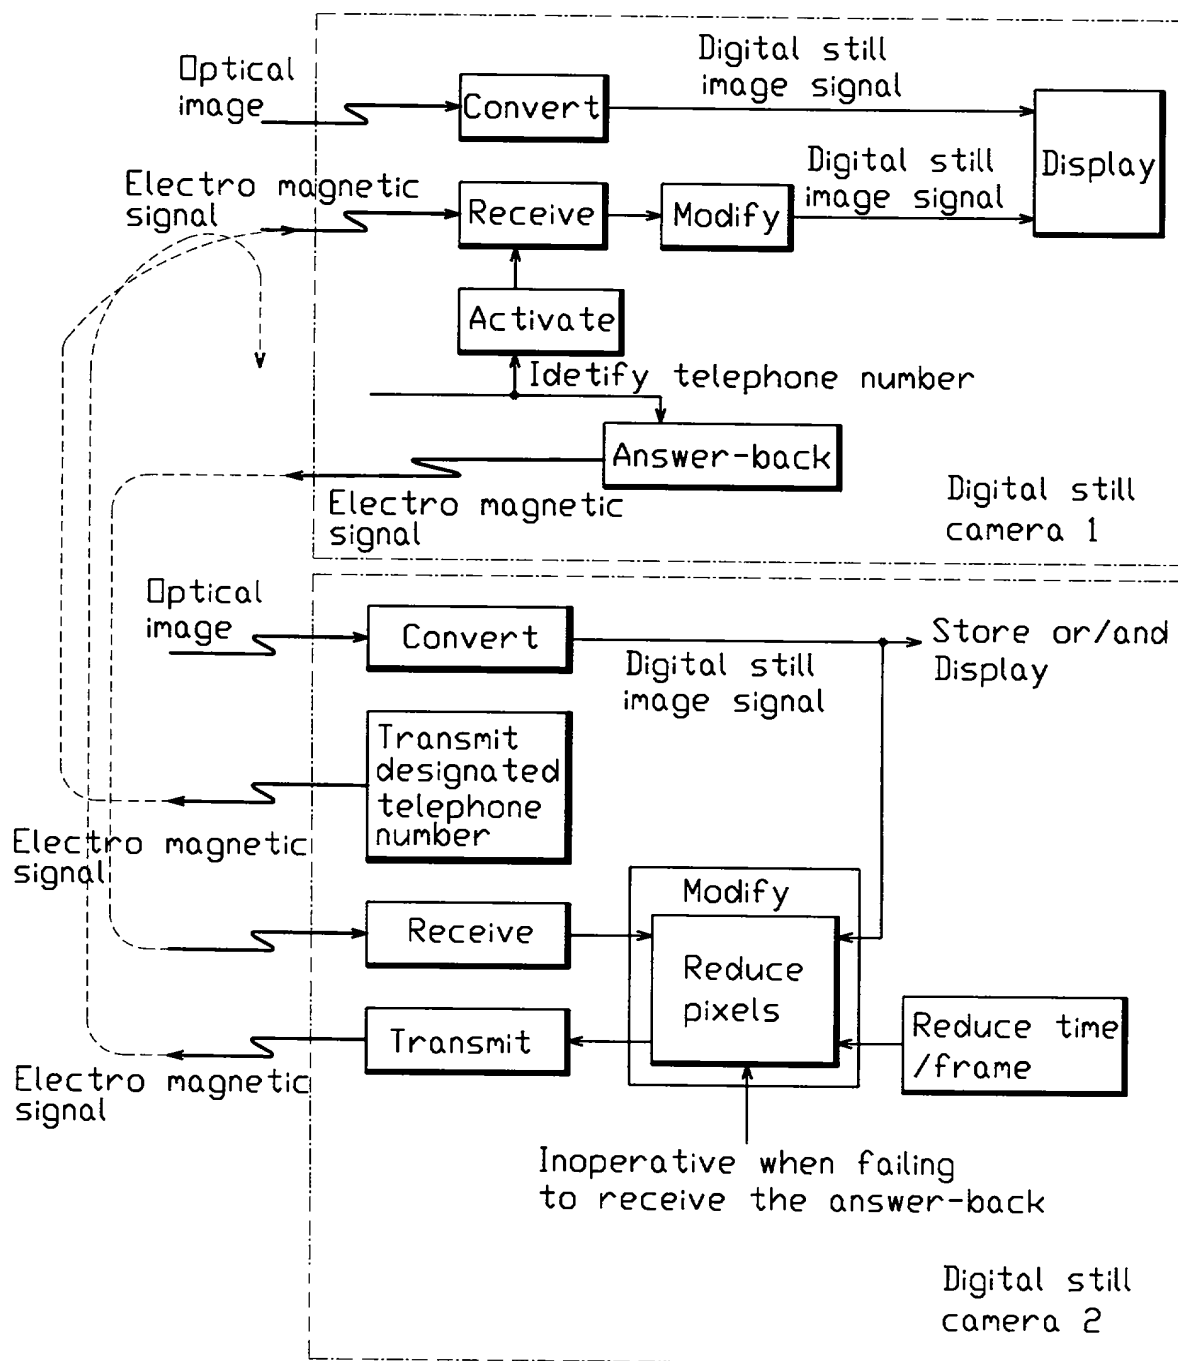 Optical
image
Digital still
image signal
Convert
Display
Electro magnetic
signal
Receive
Modify
Digital still
image signal
Activate
Idetify telephone number
Answer-back
Electro magnetic
signal
Digital still
camera 1
Optical
image
Convert
Store or/and
Display
Digital still
image signal
Transmit
designated
telephone
number
Electro magnetic
signal
Modify
Receive
Reduce
pixels
Transmit
Reduce time
/frame
Electro magnetic
signal
Inoperative when failing
to receive the answer-back
Digital still
camera 2